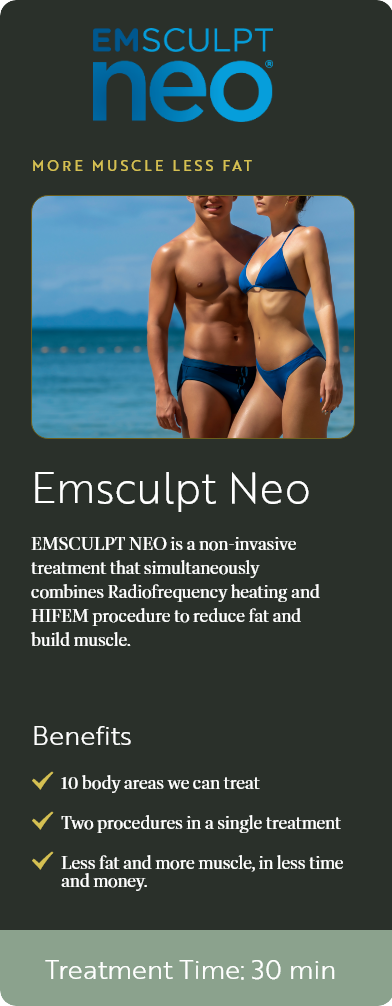 EMSCULPT
neo®
MORE MUSCLE LESS FAT
Emsculpt Neo
EMSCULPT NEO is a non-invasive
treatment that simultaneously
combines Radiofrequency heating and
HIFEM procedure to reduce fat and
build muscle.
Benefits
10 body areas we can treat
Two procedures in a single treatment
Less fat and more muscle, in less time
and money.
Treatment Time: 30 min